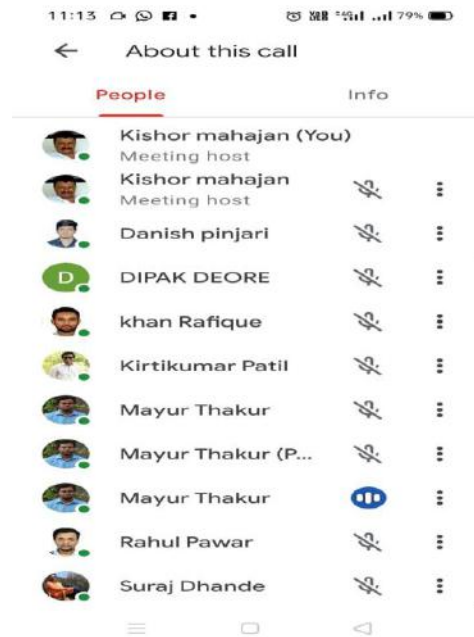 11:13 79%
About this call
People Info
Kishor mahajan (You)
Meeting host
Kishor mahajan
Meeting host
Danish pinjari
D DIPAK DEORE
khan Rafique
Kirtikumar Patil
Mayur Thakur
Mayur Thakur (P...
Mayur Thakur
Rahul Pawar
Suraj Dhande